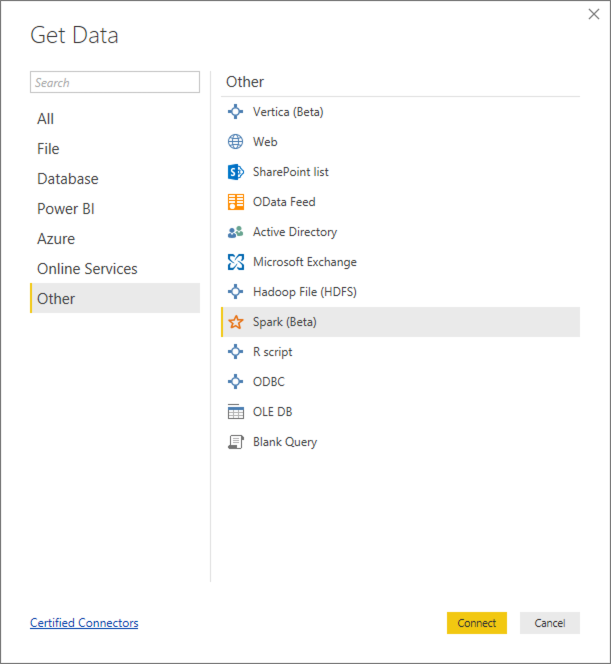 Get Data
Search
All
File
Database
Power BI
Azure
Online Services
Other
Other
Vertica (Beta)
Web
SharePoint list
OData Feed
Active Directory
Microsoft Exchange
Hadoop File (HDFS)
Spark (Beta)
R script
ODBC
OLE DB
Blank Query
Certified Connectors
Connect
Cancel